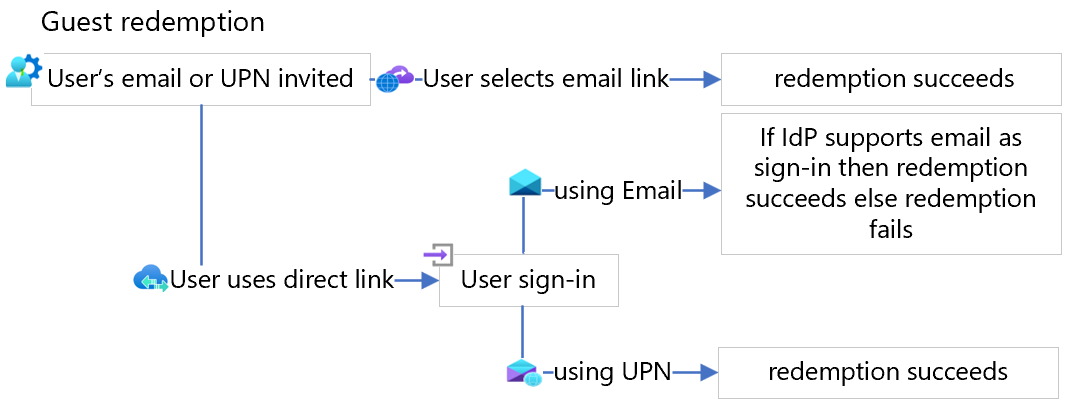 Guest redemption
User's email or UPN invited
User selects email link
redemption succeeds
If IdP supports email as
sign-in then redemption
succeeds else redemption
fails
using Email
User uses direct link
User sign-in
using UPN
redemption succeeds